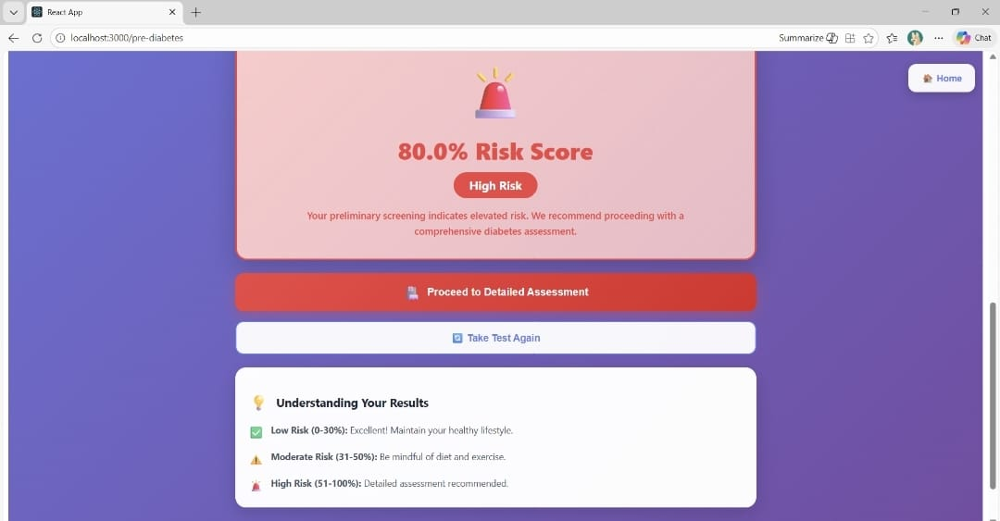 React App
localhost:3000/pre-diabetes
Summarize
Chat
Home
80.0% Risk Score
High Risk
Your preliminary screening indicates elevated risk. We recommend proceeding with a
comprehensive diabetes assessment.
Proceed to Detailed Assessment
Take Test Again
Understanding Your Results
Low Risk (0-30%): Excellent! Maintain your healthy lifestyle.
Moderate Risk (31-50%): Be mindful of diet and exercise.
High Risk (51-100%): Detailed assessment recommended.